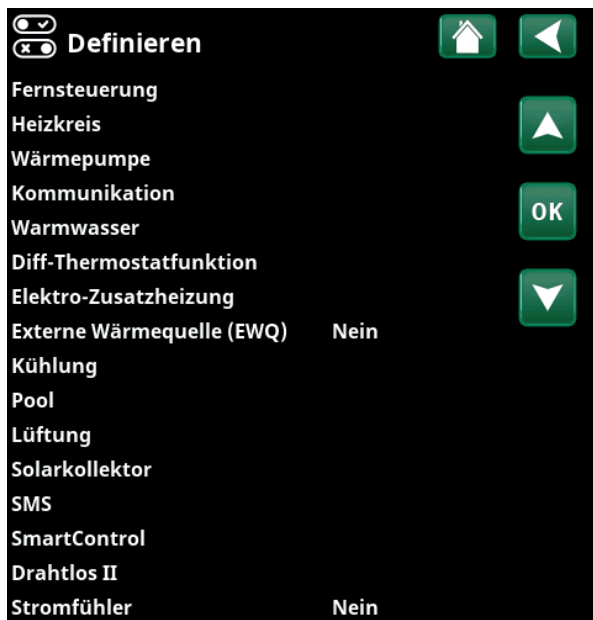 Definieren
Fernsteuerung
Heizkreis
Wärmepumpe
Kommunikation
OK
Warmwasser
Diff-Thermostatfunktion
Elektro-Zusatzheizung
Externe Wärmequelle (EWQ) Nein
Kühlung
Pool
Lüftung
Solarkollektor
SMS
SmartControl
Drahtlos II
Stromfühler Nein